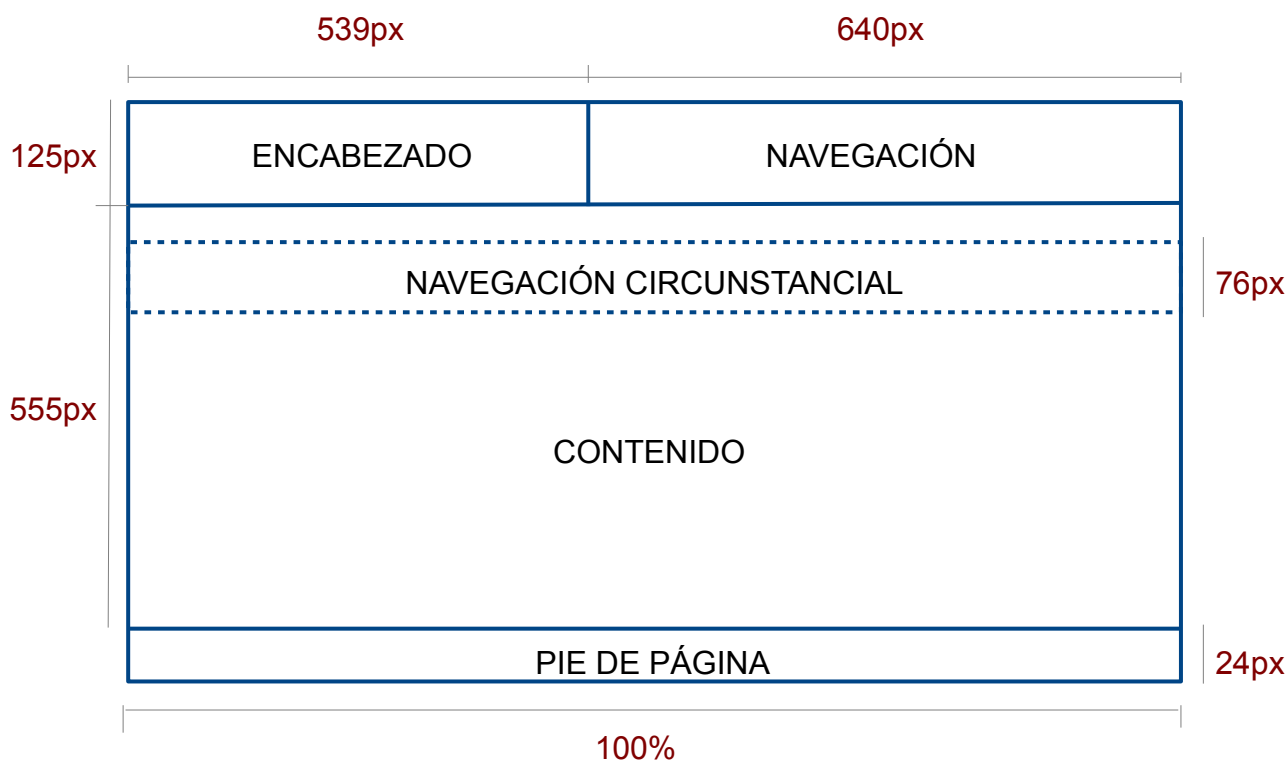 539px
640px
125px
ENCABEZADO
NAVEGACIÓN
NAVEGACIÓN CIRCUNSTANCIAL
76px
555px
CONTENIDO
PIE DE PÁGINA
24px
100%